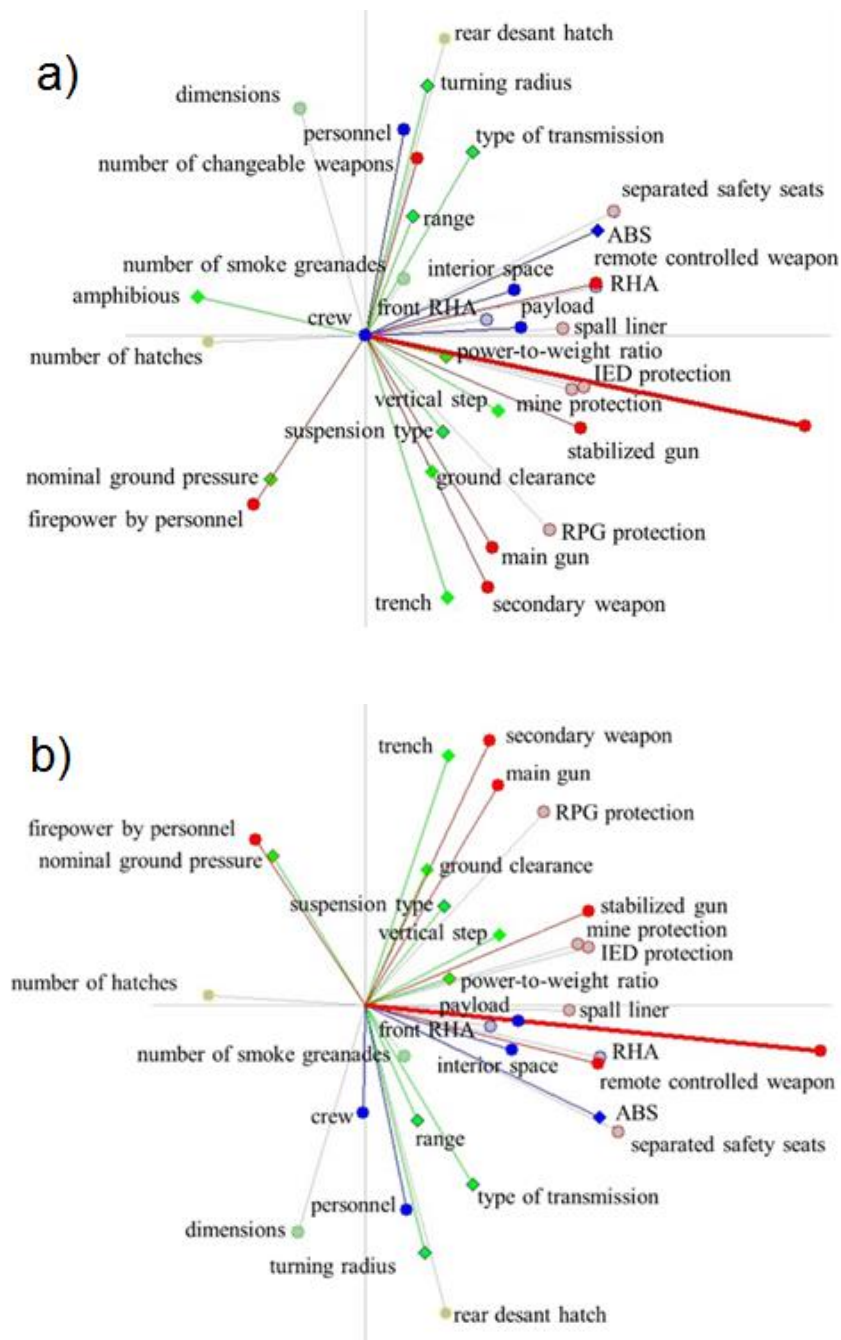 a)
rear desant hatch
turning radius
dimensions
personnel
type of transmission
number of changeable weapons
separated safety seats
range
ABS
remote controlled weapon
number of smoke greanades
interior space
RHA
amphibious
front RHA
payload
crew
spall liner
number of hatches
power-to-weight ratio
IED protection
vertical step
mine protection
suspension type
stabilized gun
nominal ground pressure
ground clearance
firepower by personnel
RPG protection
main gun
trench
secondary weapon
b)
secondary weapon
trench
main gun
RPG protection
firepower by personnel
nominal ground pressure
ground clearance
suspension type
stabilized gun
vertical step
mine protection
IED protection
number of hatches
power-to-weight ratio
payload
spall liner
front RHA
number of smoke greanades
RHA
interior space
remote controlled weapon
crew
ABS
range
separated safety seats
type of transmission
personnel
dimensions
turning radius
rear desant hatch